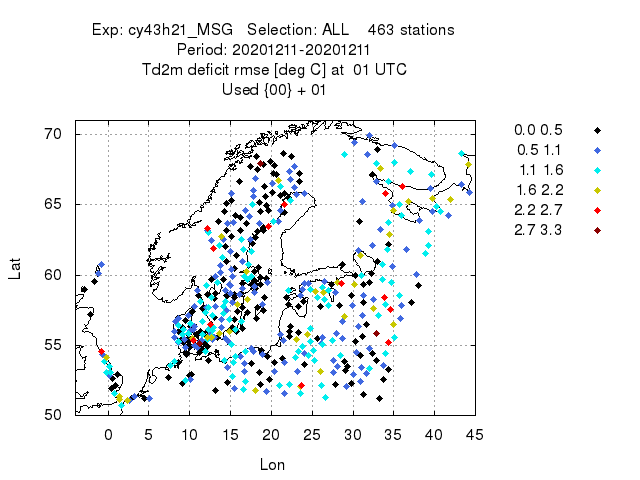 Exp: cy43h21_MSG Selection: ALL 463 stations
Period: 20201211-20201211
Td2m deficit rmse [deg C] at 01 UTC
Used {00} + 01
0.0 0.5
0.5 1.1
1.1 1.6
1.6 2.2
2.2 2.7
2.7 3.3
70
65
60
55
50
Lat
0 5 10 15 20 25 30 35 40 45
Lon